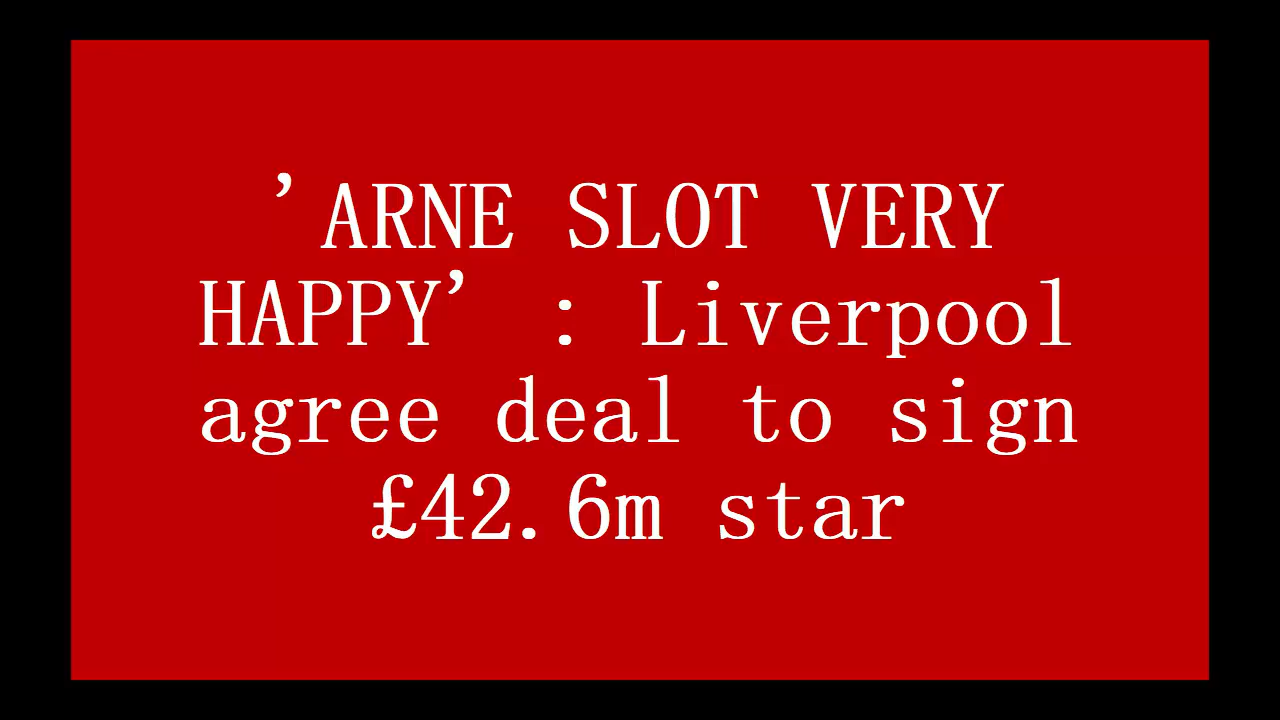 ’ARNE SLOT VERY
HAPPY’ : Liverpool
agree deal to sign
£42.6m star